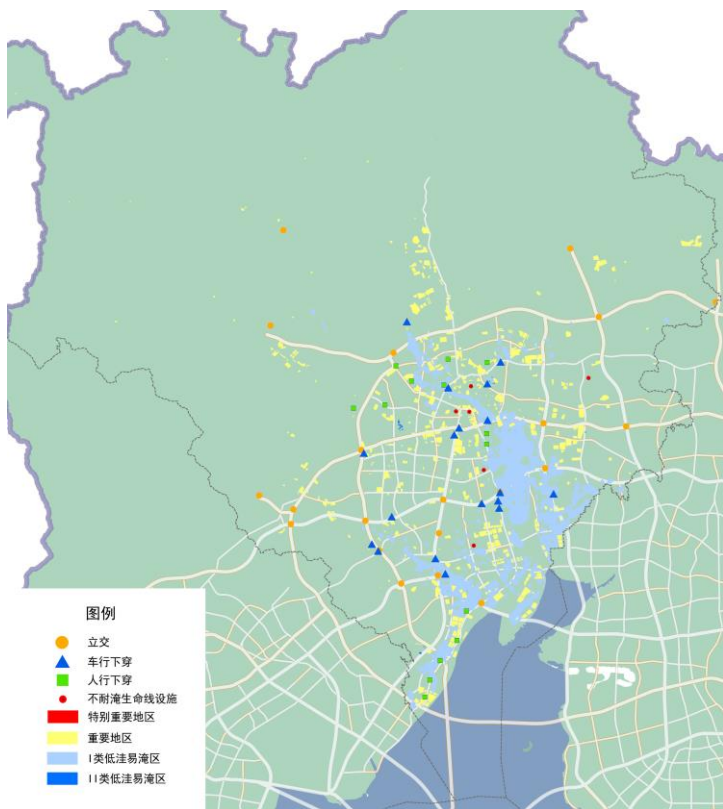 图例
立交
车行下穿
人行下穿
不耐淹生命线设施
特别重要地区
重要地区
I类低洼易淹区
II类低洼易淹区